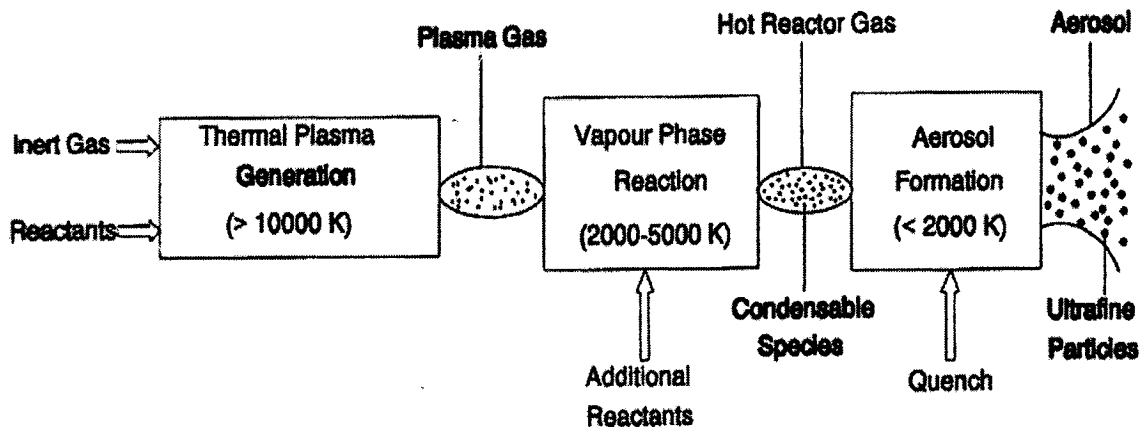 Plasma Gas
Hot Reactor Gas
Aerosol
Inert Gas
Reactants
Thermal Plasma
Generation
(> 10000 K)
Vapour Phase
Reaction
(2000-5000 K)
Aerosol
Formation
(< 2000 K)
Additional
Reactants
Condensable
Species
Quench
Ultrafine
Particles